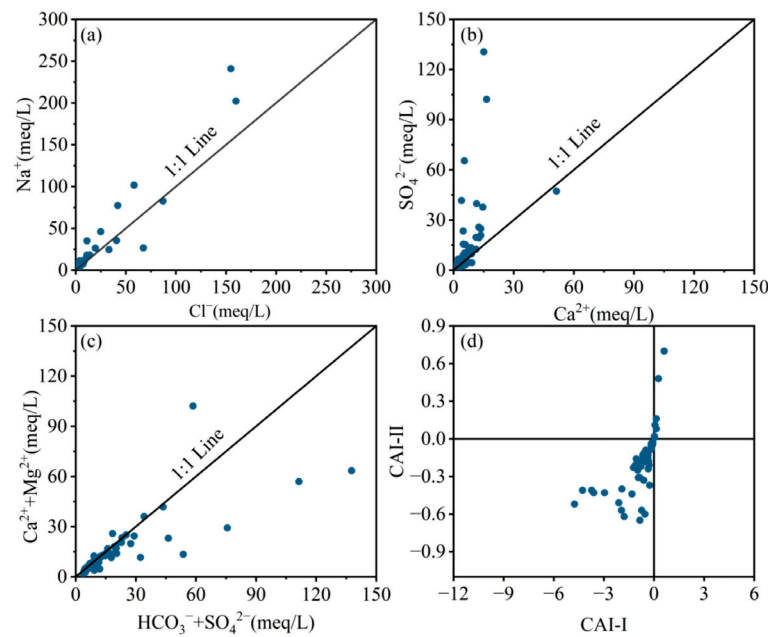 (a)
300
250
200
150
100
50
0
Na⁺(meq/L)
1:1 Line
0 50 100 150 200 250 300
Cl⁻(meq/L)
(b)
150
120
90
60
30
0
SO₄²⁻(meq/L)
1:1 Line
0 30 60 90 120 150
Ca²⁺(meq/L)
(c)
150
120
90
60
30
0
Ca²⁺+Mg²⁺(meq/L)
1:1 Line
0 30 60 90 120 150
HCO₃⁻+SO₄²⁻(meq/L)
(d)
0.9
0.6
0.3
0.0
−0.3
−0.6
−0.9
CAI-II
−12 −9 −6 −3 0 3 6
CAI-I